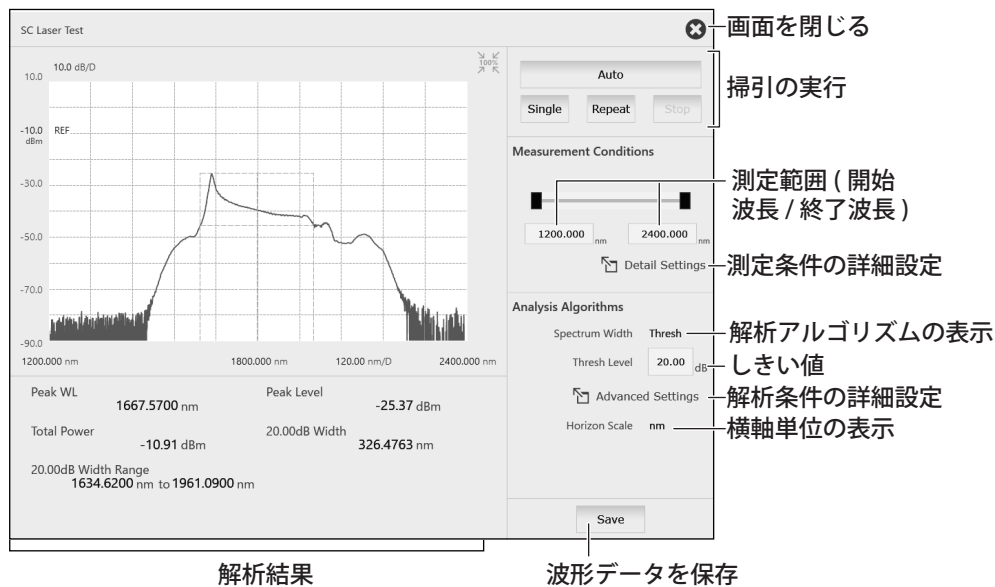 SC Laser Test
画面を閉じる
10.0 dB/D
100%
10.0
Auto
掃引の実行
Single Repeat Stop
-10.0 REF
dBm
Measurement Conditions
-30.0
測定範囲 ( 開始
波長 / 終了波長 )
1200.000 nm 2400.000 nm
-50.0
Detail Settings
測定条件の詳細設定
-70.0
Analysis Algorithms
Spectrum Width Thresh
解析アルゴリズムの表示
-90.0
1200.000 nm 1800.000 nm 120.00 nm/D 2400.000 nm
Thresh Level 20.00 dB
しきい値
Peak WL
1667.5700 nm
Peak Level
-25.37 dBm
Advanced Settings
解析条件の詳細設定
Total Power
-10.91 dBm
20.00dB Width
326.4763 nm
Horizon Scale nm
横軸単位の表示
20.00dB Width Range
1634.6200 nm to 1961.0900 nm
Save
解析結果
波形データを保存